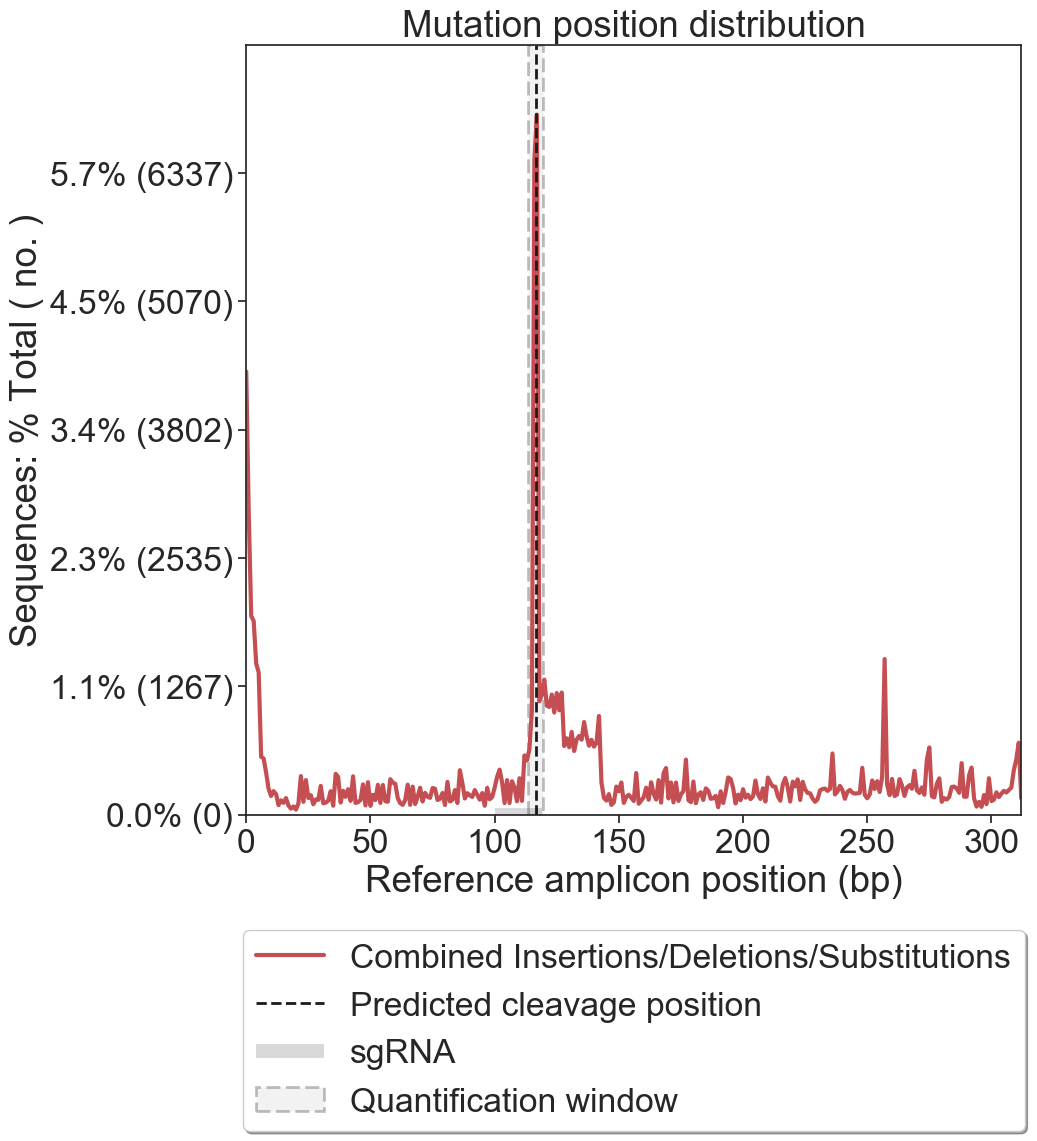 Mutation position distribution
Sequences: % Total ( no. )
5.7% (6337)
4.5% (5070)
3.4% (3802)
2.3% (2535)
1.1% (1267)
0.0% (0)
0 50 100 150 200 250 300
Reference amplicon position (bp)
Combined Insertions/Deletions/Substitutions
Predicted cleavage position
sgRNA
Quantification window